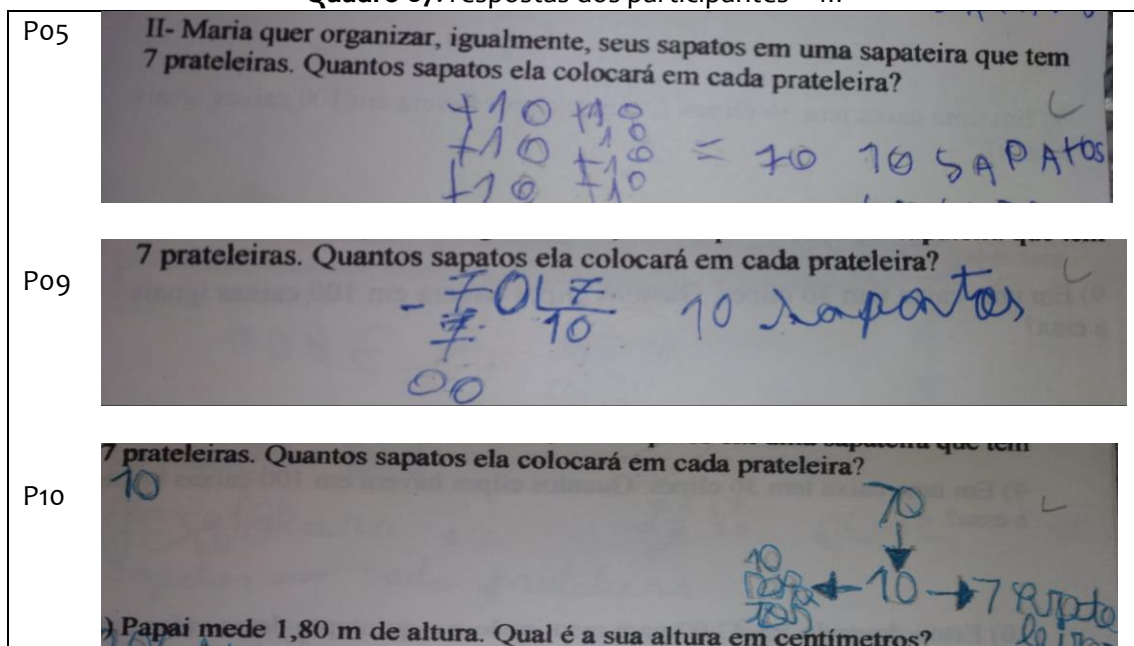 Quadro 07: respostas dos participantes – III
P05
II- Maria quer organizar, igualmente, seus sapatos em uma sapateira que tem
7 prateleiras. Quantos sapatos ela colocará em cada prateleira?
+10 +10
+10 10
+10
+10 +10
= 70 10 SAPATOS
P09
7 prateleiras. Quantos sapatos ela colocará em cada prateleira?
- 70 | 7
7 10
10 sapontos
00
P10
7 prateleiras. Quantos sapatos ela colocará em cada prateleira?
10
70
10
10 7
) Papai mede 1,80 m de altura. Qual é a sua altura em centímetros?